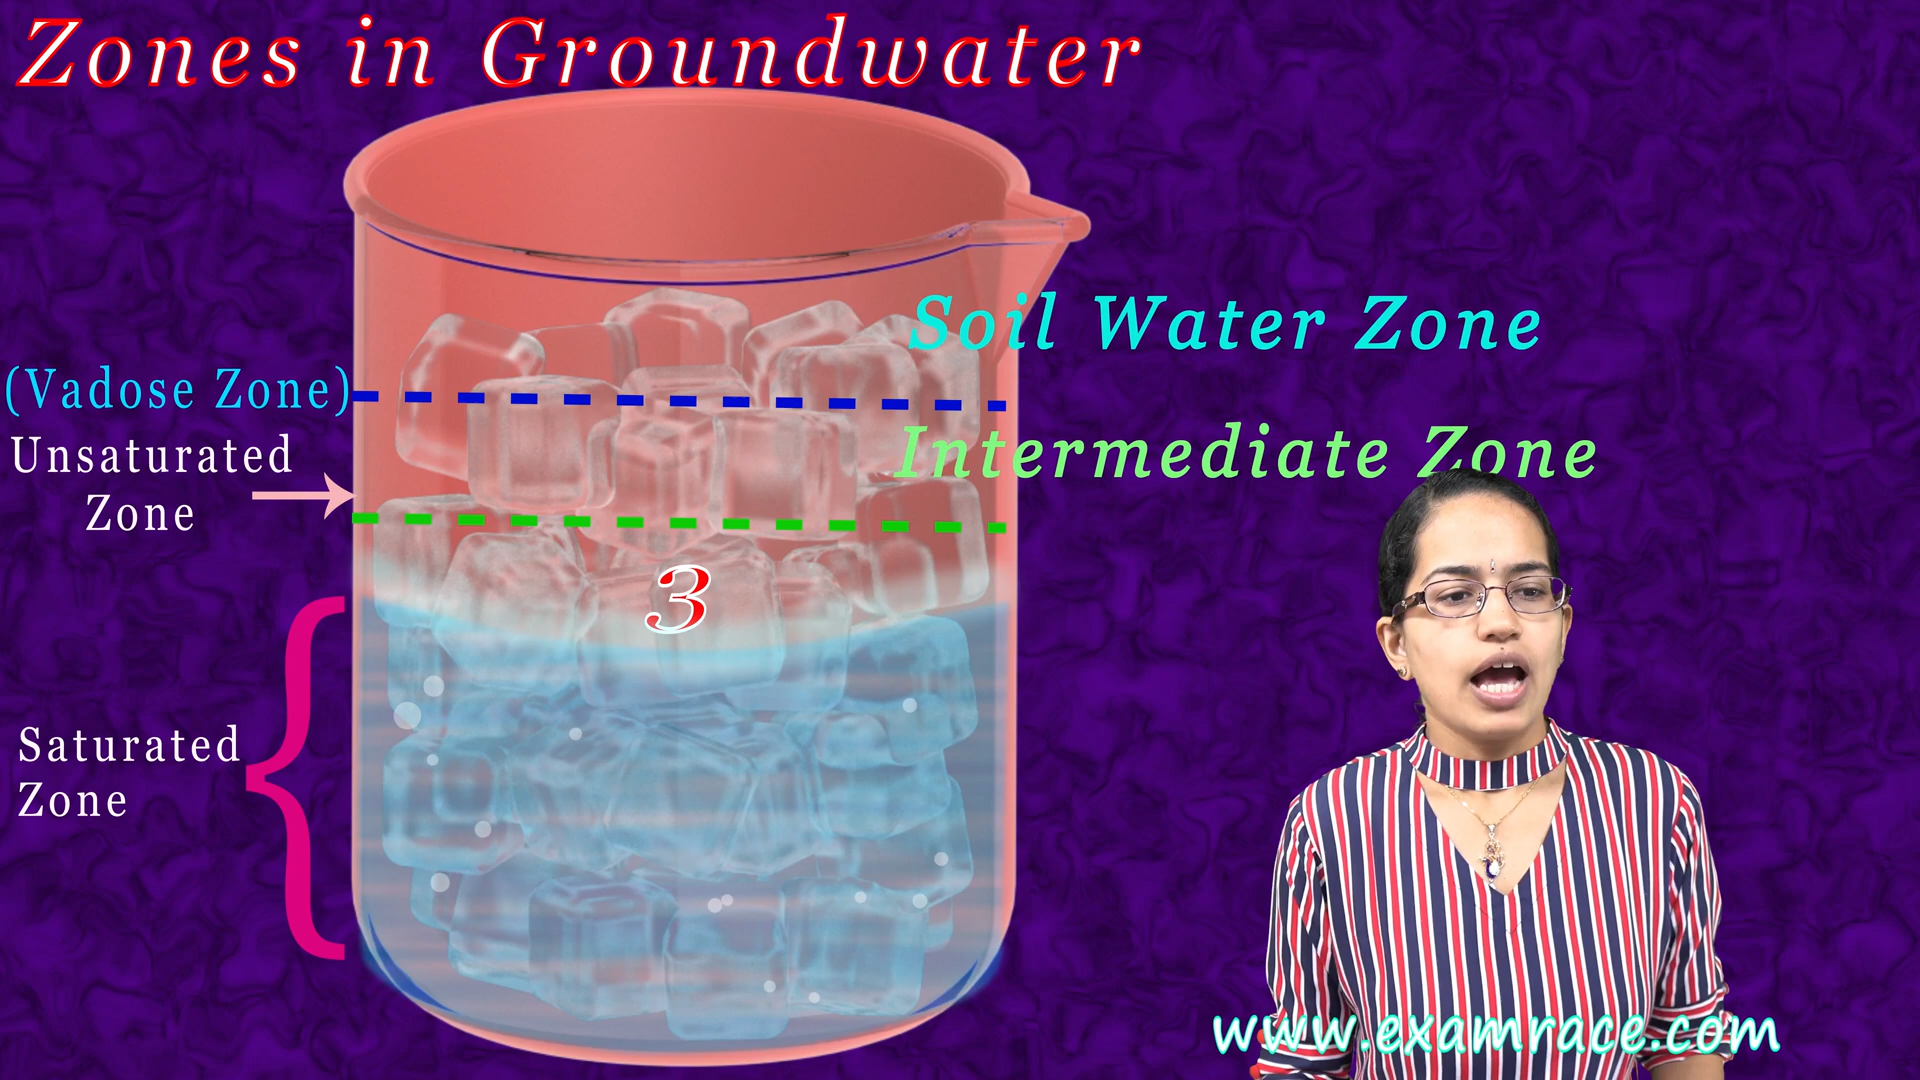 Zones in Groundwater
Soil Water Zone
(Vadose Zone)
Intermediate Zone
Unsaturated
Zone
3
Saturated
Zone
www.examrace.com